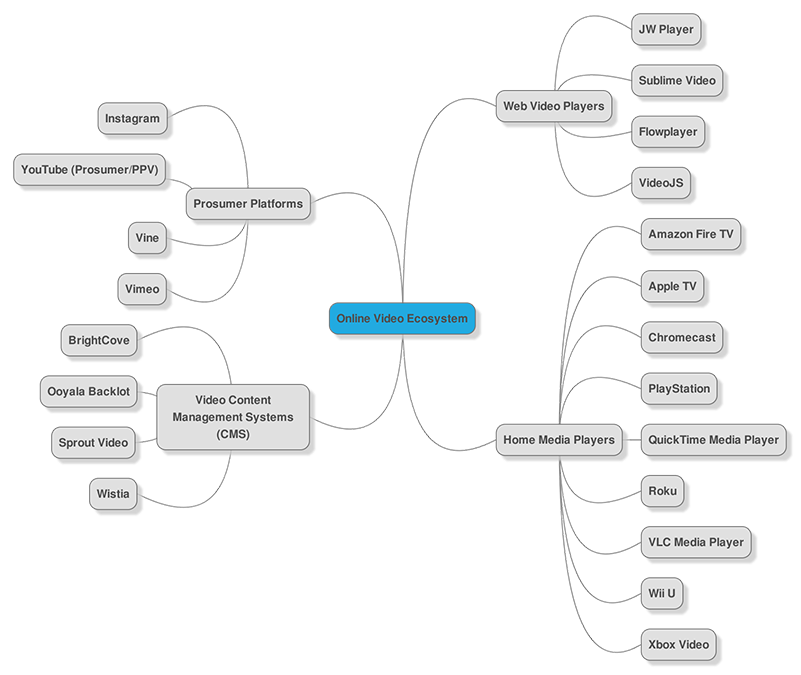 Online Video Ecosystem
Web Video Players
JW Player
Sublime Video
Flowplayer
VideoJS
Home Media Players
Amazon Fire TV
Apple TV
Chromecast
PlayStation
QuickTime Media Player
Roku
VLC Media Player
Wii U
Xbox Video
Prosumer Platforms
Instagram
YouTube (Prosumer/PPV)
Vine
Vimeo
Video Content
Management Systems
(CMS)
BrightCove
Ooyala Backlot
Sprout Video
Wistia